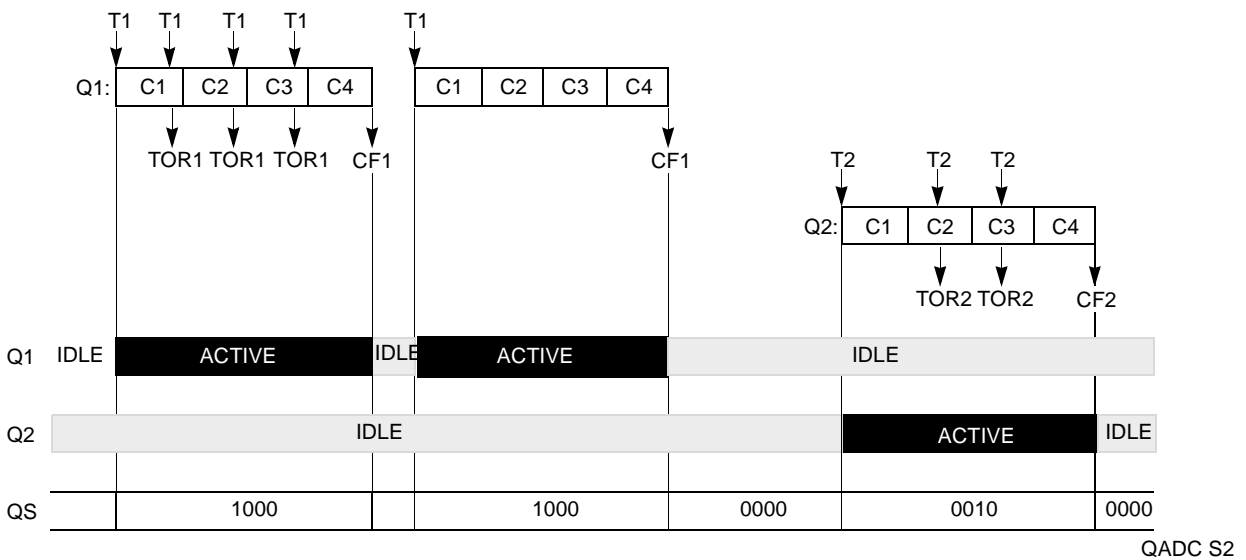 T1 T1 T1 T1 T1
Q1: C1 C2 C3 C4 C1 C2 C3 C4
TOR1 TOR1 TOR1 CF1 CF1
T2 T2 T2
Q2: C1 C2 C3 C4
TOR2 TOR2 CF2
Q1 IDLE ACTIVE IDLE ACTIVE IDLE
Q2 IDLE ACTIVE IDLE
QS 1000 1000 0000 0010 0000
QADC S2